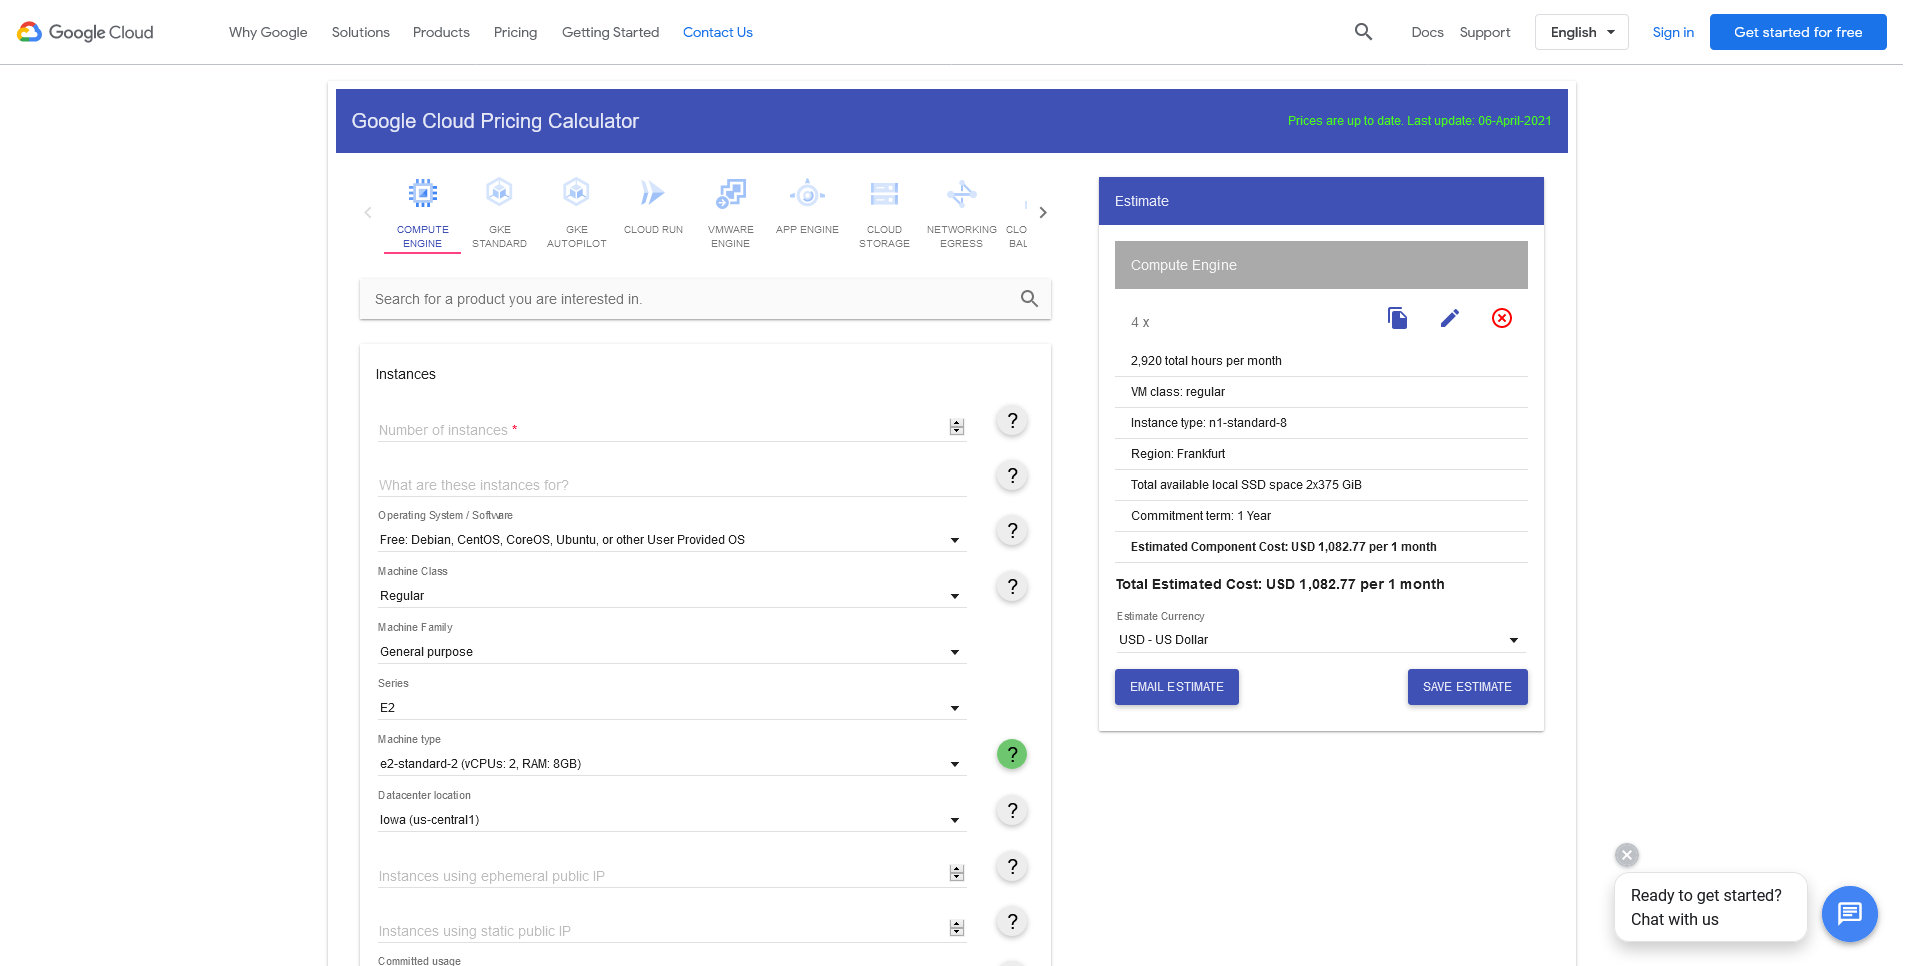 Google Cloud
Why Google
Solutions
Products
Pricing
Getting Started
Contact Us
Docs
Support
English
Sign in
Get started for free
Google Cloud Pricing Calculator
Prices are up to date. Last update: 06-April-2021
COMPUTE
ENGINE
GKE
STANDARD
GKE
AUTOPILOT
CLOUD RUN
VMWARE
ENGINE
APP ENGINE
CLOUD
STORAGE
NETWORKING
EGRESS
CLO
BAL
Search for a product you are interested in.
Instances
Number of instances *
?
What are these instances for?
?
Operating System / Software
Free: Debian, CentOS, CoreOS, Ubuntu, or other User Provided OS
?
Machine Class
Regular
?
Machine Family
General purpose
Series
E2
Machine type
e2-standard-2 (vCPUs: 2, RAM: 8GB)
?
Datacenter location
Iowa (us-central1)
?
Instances using ephemeral public IP
?
Instances using static public IP
?
Committed usage
Estimate
Compute Engine
4 x
2,920 total hours per month
VM class: regular
Instance type: n1-standard-8
Region: Frankfurt
Total available local SSD space 2x375 GiB
Commitment term: 1 Year
Estimated Component Cost: USD 1,082.77 per 1 month
Total Estimated Cost: USD 1,082.77 per 1 month
Estimate Currency
USD - US Dollar
EMAIL ESTIMATE
SAVE ESTIMATE
Ready to get started?
Chat with us